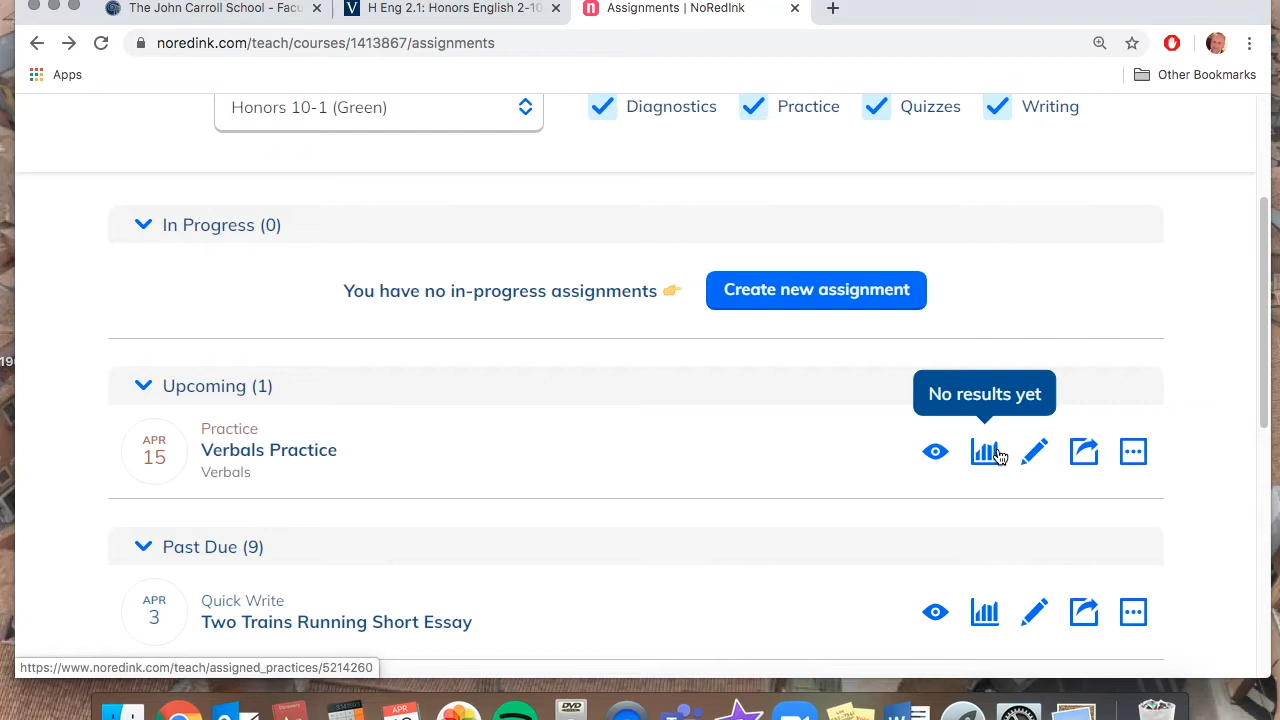 The John Carroll School - Facu
H Eng 2.1: Honors English 2-10
Assignments | NoRedInk
noredink.com/teach/courses/1413867/assignments
Apps
Other Bookmarks
Honors 10-1 (Green)
Diagnostics
Practice
Quizzes
Writing
In Progress (0)
You have no in-progress assignments
Create new assignment
Upcoming (1)
No results yet
APR
15
Practice
Verbals Practice
Verbals
Past Due (9)
APR
3
Quick Write
Two Trains Running Short Essay
https://www.noredink.com/teach/assigned_practices/5214260
DVD